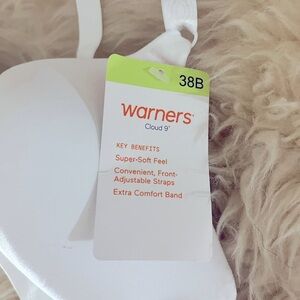 38B
warners®
Cloud 9®
KEY BENEFITS
Super-Soft Feel
Convenient, Front-
Adjustable Straps
Extra Comfort Band